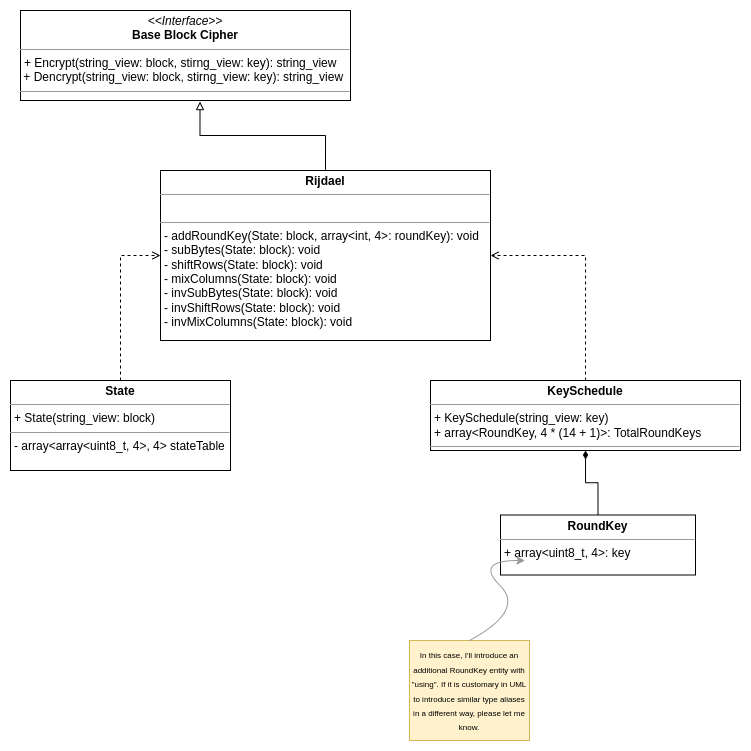 <<Interface>>
Base Block Cipher
+ Encrypt(string_view: block, stirng_view: key): string_view
+ Dencrypt(string_view: block, stirng_view: key): string_view
Rijdael
- addRoundKey(State: block, array<int, 4>: roundKey): void
- subBytes(State: block): void
- shiftRows(State: block): void
- mixColumns(State: block): void
- invSubBytes(State: block): void
- invShiftRows(State: block): void
- invMixColumns(State: block): void
State
+ State(string_view: block)
- array<array<uint8_t, 4>, 4> stateTable
KeySchedule
+ KeySchedule(string_view: key)
+ array<RoundKey, 4 * (14 + 1)>: TotalRoundKeys
RoundKey
+ array<uint8_t, 4>: key
In this case, I'll introduce an
additional RoundKey entity with
"using". If it is customary in UML
to introduce similar type aliases
in a different way, please let me
know.